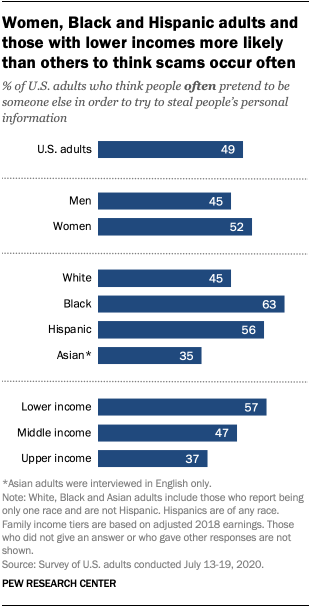 Women, Black and Hispanic adults and
those with lower incomes more likely
than others to think scams occur often
% of U.S. adults who think people often pretend to be
someone else in order to try to steal people's personal
information
U.S. adults 49
Men 45
Women 52
White 45
Black 63
Hispanic 56
Asian* 35
Lower income 57
Middle income 47
Upper income 37
*Asian adults were interviewed in English only.
Note: White, Black and Asian adults include those who report being
only one race and are not Hispanic. Hispanics are of any race.
Family income tiers are based on adjusted 2018 earnings. Those
who did not give an answer or who gave other responses are not
shown.
Source: Survey of U.S. adults conducted July 13-19, 2020.
PEW RESEARCH CENTER